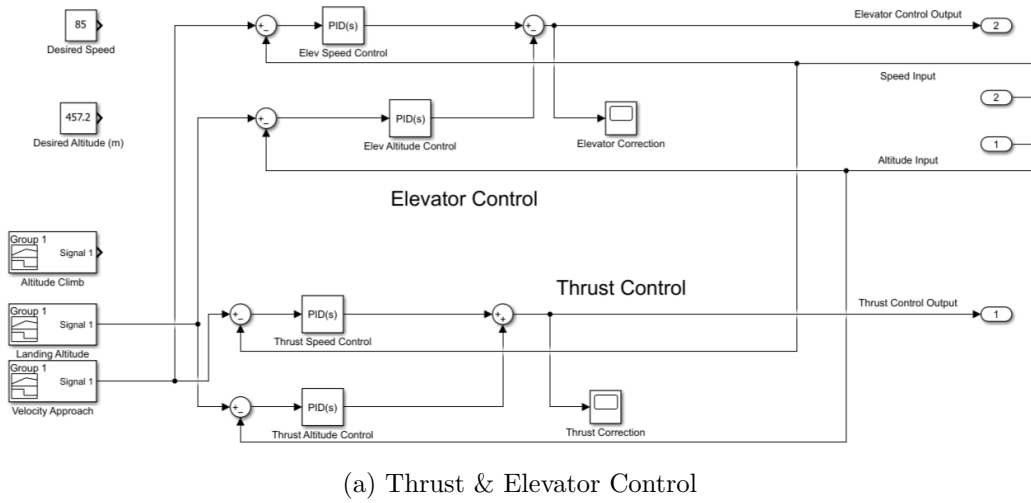 85
Desired Speed
457.2
Desired Altitude (m)
Group 1
Signal 1
Altitude Climb
Group 1
Signal 1
Landing Altitude
Group 1
Signal 1
Velocity Approach
+
−
PID(s)
Elev Speed Control
+
−
Elevator Control Output
2
Speed Input
2
1
Altitude Input
+
−
PID(s)
Elev Altitude Control
Elevator Correction
Elevator Control
Thrust Control
+
−
PID(s)
Thrust Speed Control
+
+
Thrust Control Output
1
+
−
PID(s)
Thrust Altitude Control
Thrust Correction
(a) Thrust & Elevator Control